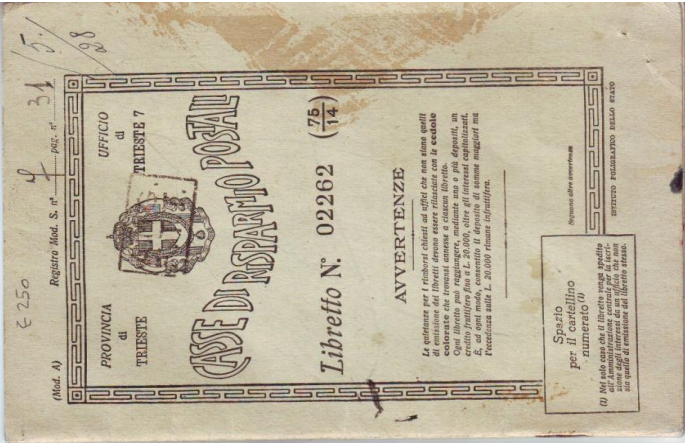 31/5./28
£ 250
(Mod. A) Registro Mod. S. n° pag. n° 31
PROVINCIA
di
TRIESTE
UFFICIO
di
TRIESTE 7
CASSE DI RISPARMIO POSTALI
Libretto N. 02262 (75/14)
AVVERTENZE
Le quietanze per i rimborsi chiesti ad uffici che non siano quelli
di emissione dei libretti devono essere rilasciate con le cedole
colorate che trovansi annesse a ciascun libretto.
Ogni libretto può raggiungere, mediante uno o più depositi, un
credito fruttifero fino a L. 20.000, oltre gli interessi capitalizzati.
È, ad ogni modo, consentito il deposito di somme maggiori ma
l'eccedenza sulle L. 20.000 rimane infruttifera.
Seguono altre avvertenze
Spazio
per il cartellino
numerato (1)
(1) Nel solo caso che il libretto venga spedito
all'Amministrazione centrale per la iscri-
zione degli interessi da un ufficio che non
sia quello di emissione del libretto stesso.
ISTITUTO POLIGRAFICO DELLO STATO